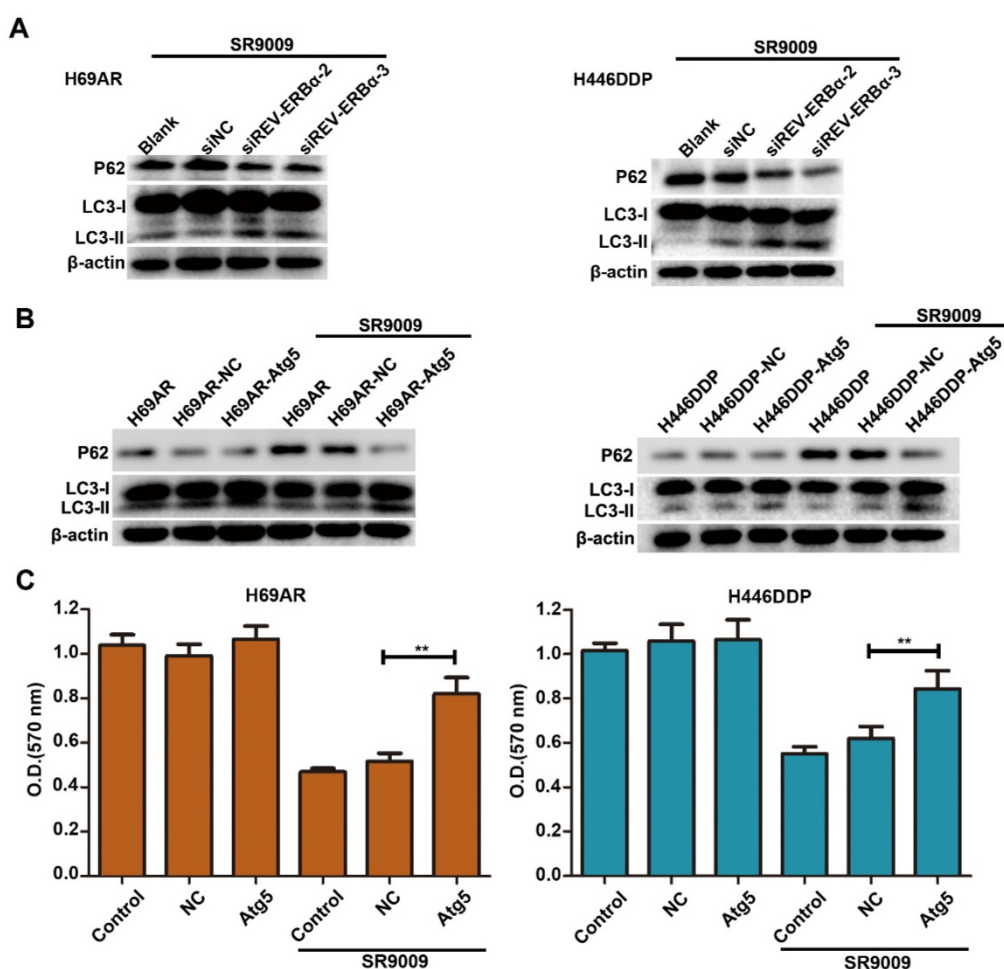 A
SR9009
H69AR
Blank
siNC
siREV-ERBα-2
siREV-ERBα-3
P62
LC3-I
LC3-II
β-actin
SR9009
H446DDP
Blank
siNC
siREV-ERBα-2
siREV-ERBα-3
P62
LC3-I
LC3-II
β-actin
B
SR9009
H69AR
H69AR-NC
H69AR-Atg5
H69AR
H69AR-NC
H69AR-Atg5
P62
LC3-I
LC3-II
β-actin
SR9009
H446DDP
H446DDP-NC
H446DDP-Atg5
H446DDP
H446DDP-NC
H446DDP-Atg5
P62
LC3-I
LC3-II
β-actin
C
H69AR
O.D.(570 nm)
1.2
1.0
0.8
0.6
0.4
0.2
0.0
**
Control
NC
Atg5
Control
NC
Atg5
SR9009
H446DDP
O.D.(570 nm)
1.2
1.0
0.8
0.6
0.4
0.2
0.0
**
Control
NC
Atg5
Control
NC
Atg5
SR9009